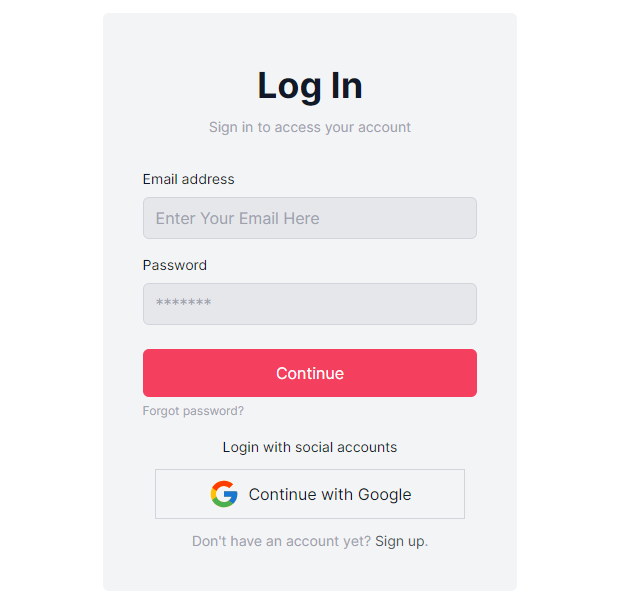 Log In
Sign in to access your account
Email address
Enter Your Email Here
Password
*******
Continue
Forgot password?
Login with social accounts
Continue with Google
Don't have an account yet? Sign up.